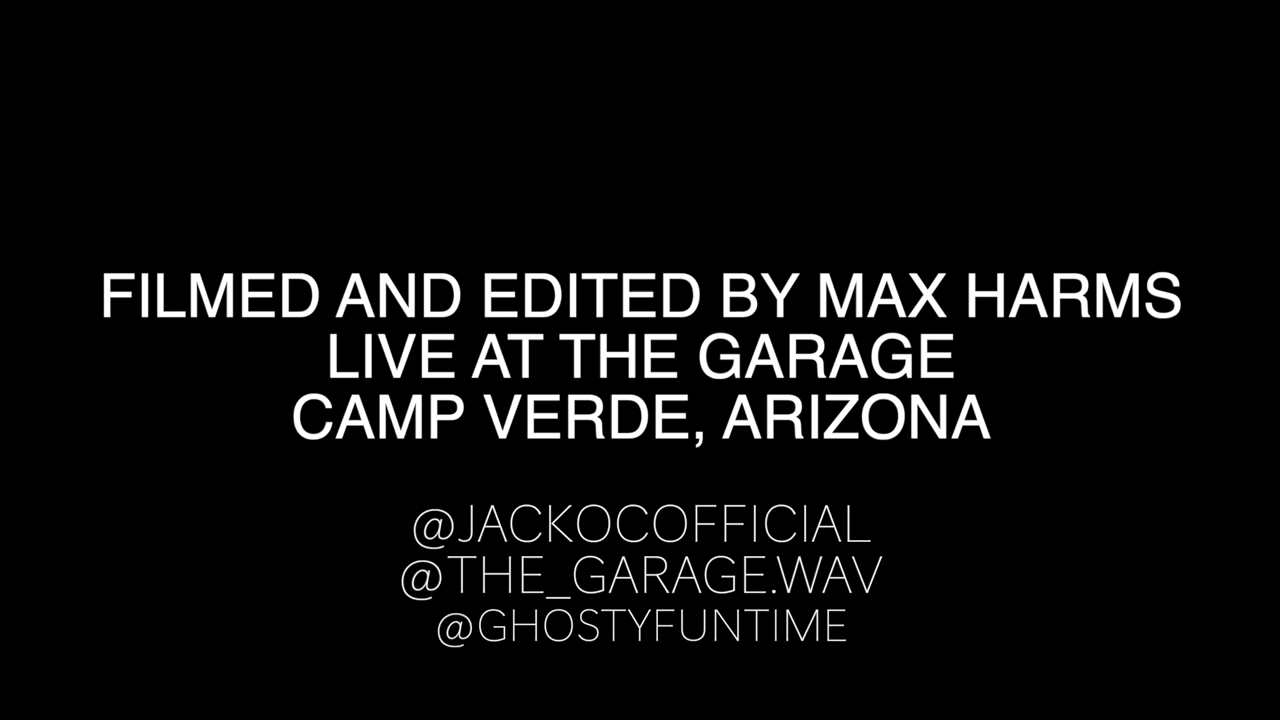 FILMED AND EDITED BY MAX HARMS
LIVE AT THE GARAGE
CAMP VERDE, ARIZONA
@JACKOCOFFICIAL
@THE_GARAGE.WAV
@GHOSTYFUNTIME